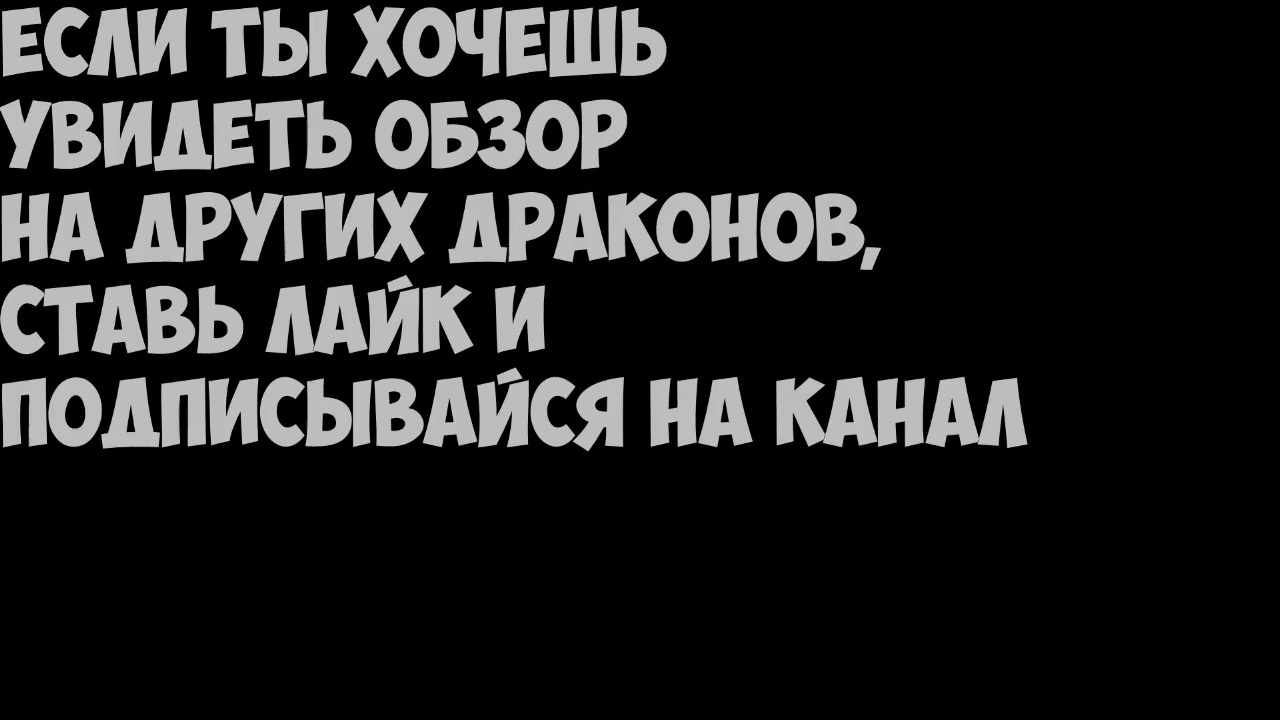 ЕСЛИ ТЫ ХОЧЕШЬ
УВИДЕТЬ ОБЗОР
НА ДРУГИХ ДРАКОНОВ,
СТАВЬ ЛАЙК И
ПОДПИСЫВАЙСЯ НА КАНАЛ